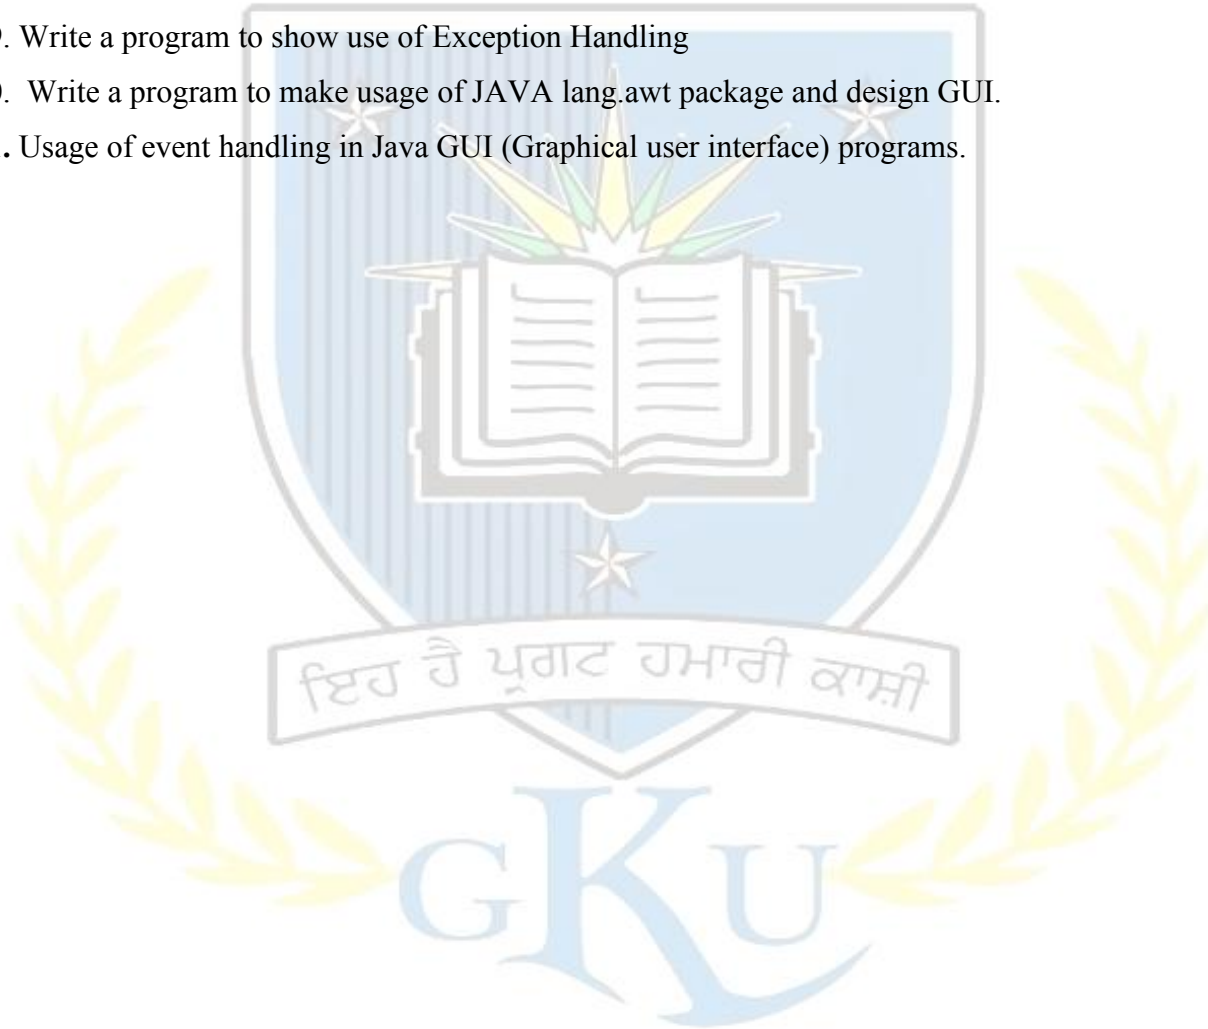 . Write a program to show use of Exception Handling
. Write a program to make usage of JAVA lang.awt package and design GUI.
. Usage of event handling in Java GUI (Graphical user interface) programs.
ਇਹ ਹੈ ਪ੍ਰਗਟ ਹਮਾਰੀ ਕਾਸ਼ੀ
GKU